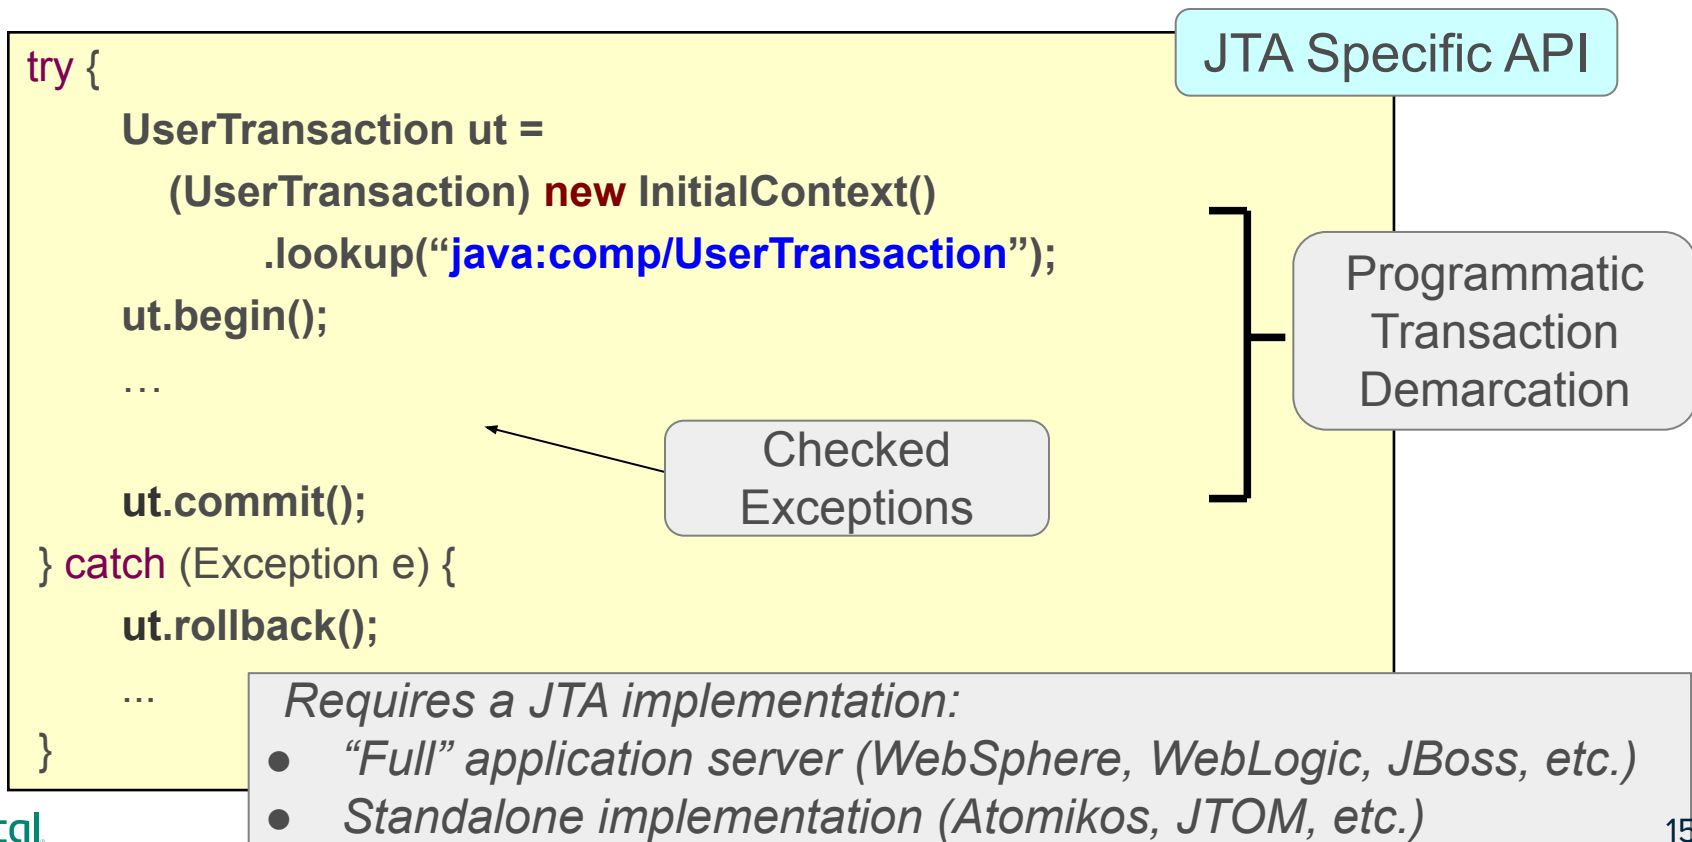 JTA Specific API
try {
UserTransaction ut =
(UserTransaction) new InitialContext()
.lookup(“java:comp/UserTransaction”);
ut.begin();
…
ut.commit();
} catch (Exception e) {
ut.rollback();
...
}
Programmatic
Transaction
Demarcation
Checked
Exceptions
Requires a JTA implementation:
● “Full” application server (WebSphere, WebLogic, JBoss, etc.)
● Standalone implementation (Atomikos, JTOM, etc.)
15